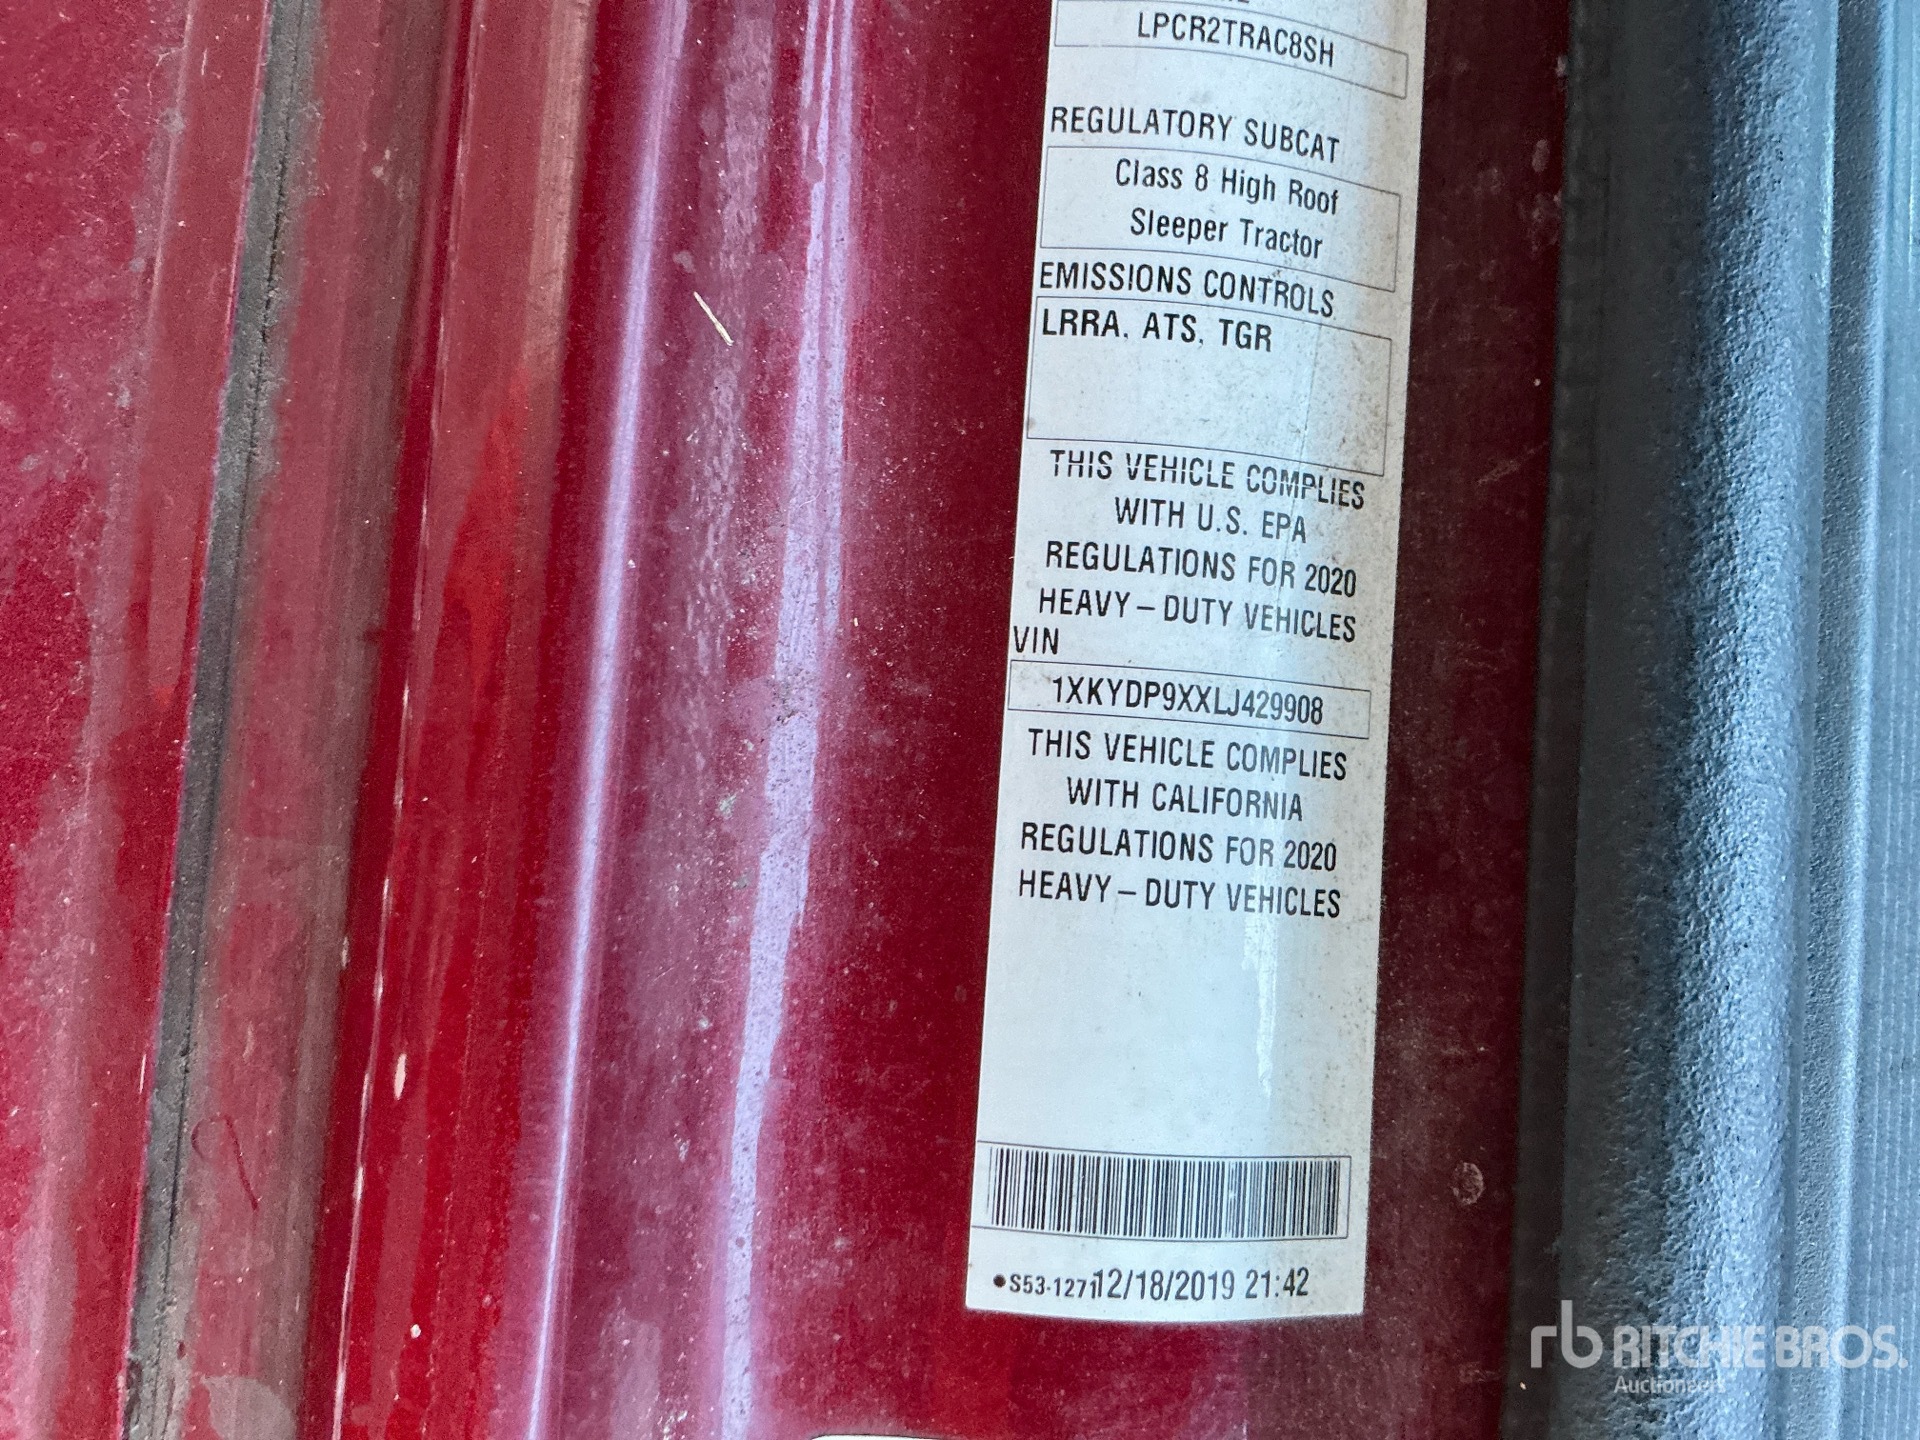 LPCR2TRAC8SH
REGULATORY SUBCAT
Class 8 High Roof
Sleeper Tractor
EMISSIONS CONTROLS
LRRA, ATS, TGR
THIS VEHICLE COMPLIES
WITH U.S. EPA
REGULATIONS FOR 2020
HEAVY – DUTY VEHICLES
VIN
1XKYDP9XXLJ429908
THIS VEHICLE COMPLIES
WITH CALIFORNIA
REGULATIONS FOR 2020
HEAVY – DUTY VEHICLES
•S53-1271 12/18/2019 21:42
rb RITCHIE BROS.
Auctioneers